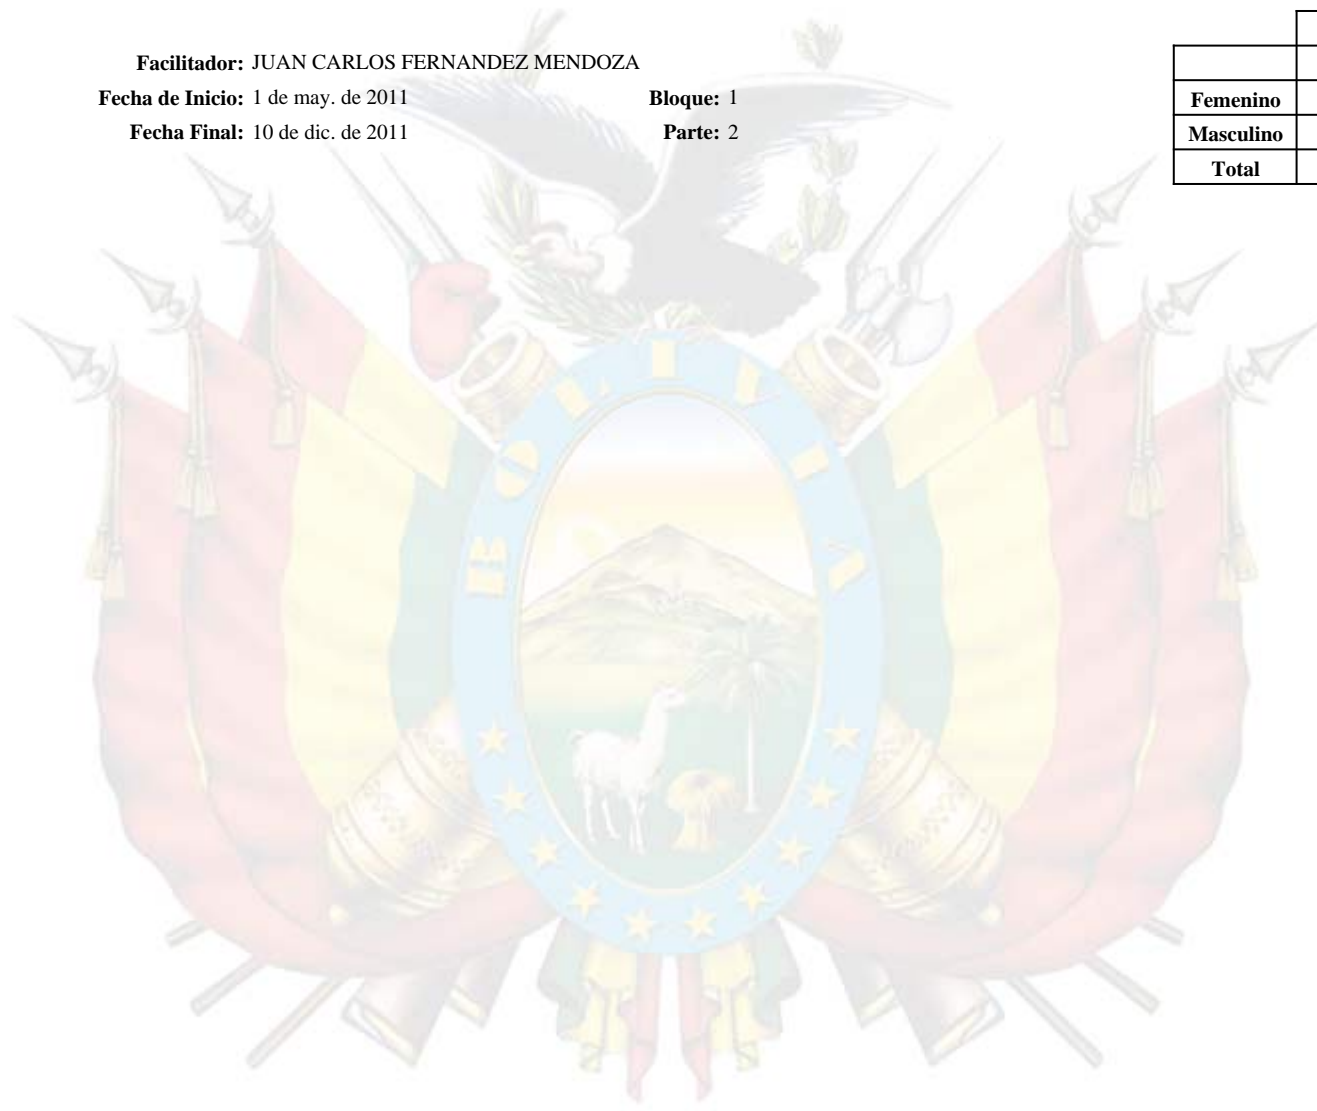 Facilitador: JUAN CARLOS FERNANDEZ MENDOZA
Fecha de Inicio: 1 de may. de 2011 Bloque: 1
Fecha Final: 10 de dic. de 2011 Parte: 2
Femenino
Masculino
Total
BOLIVIA